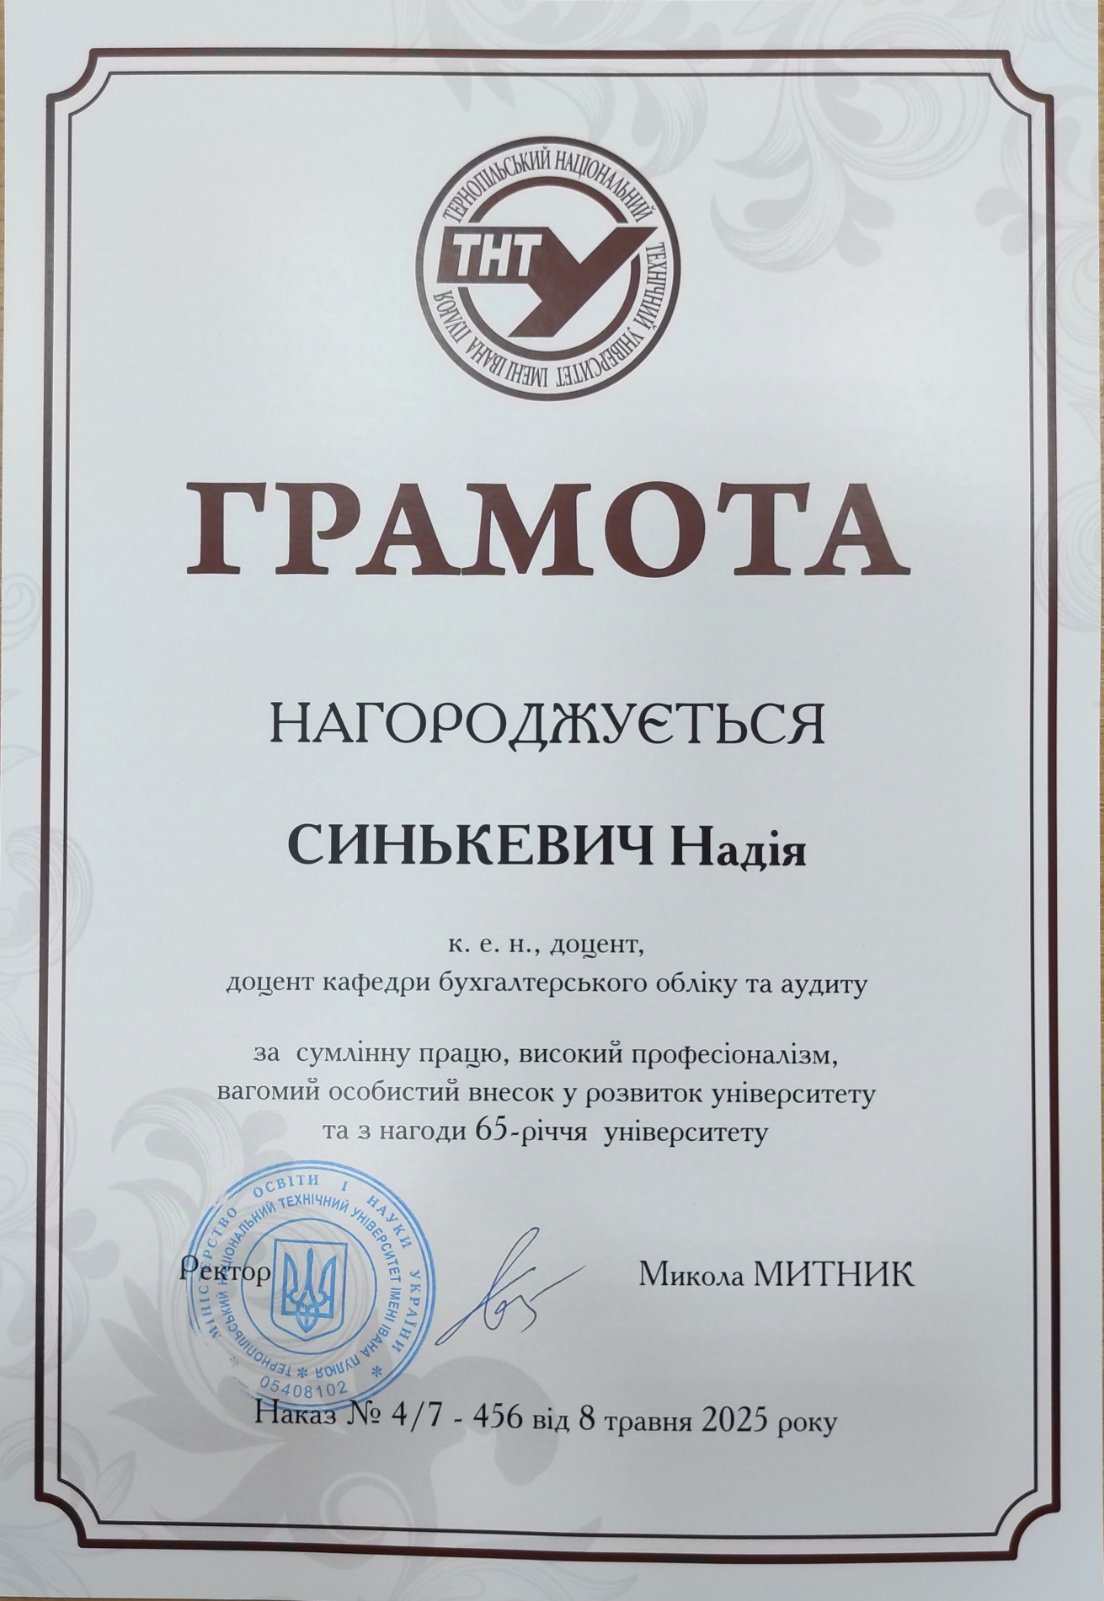 ТЕРНОПІЛЬСЬКИЙ НАЦІОНАЛЬНИЙ ТЕХНІЧНИЙ УНІВЕРСИТЕТ ІМЕНІ ІВАНА ПУЛЮЯ
ТНТУ
ГРАМОТА
НАГОРОДЖУЄТЬСЯ
СИНЬКЕВИЧ Надія
к. е. н., доцент,
доцент кафедри бухгалтерського обліку та аудиту
за сумлінну працю, високий професіоналізм,
вагомий особистий внесок у розвиток університету
та з нагоди 65-річчя університету
Ректор
Микола МИТНИК
МІНІСТЕРСТВО ОСВІТИ І НАУКИ УКРАЇНИ
ТЕРНОПІЛЬСЬКИЙ НАЦІОНАЛЬНИЙ ТЕХНІЧНИЙ УНІВЕРСИТЕТ ІМЕНІ ІВАНА ПУЛЮЯ
05408102
Наказ № 4/7 - 456 від 8 травня 2025 року